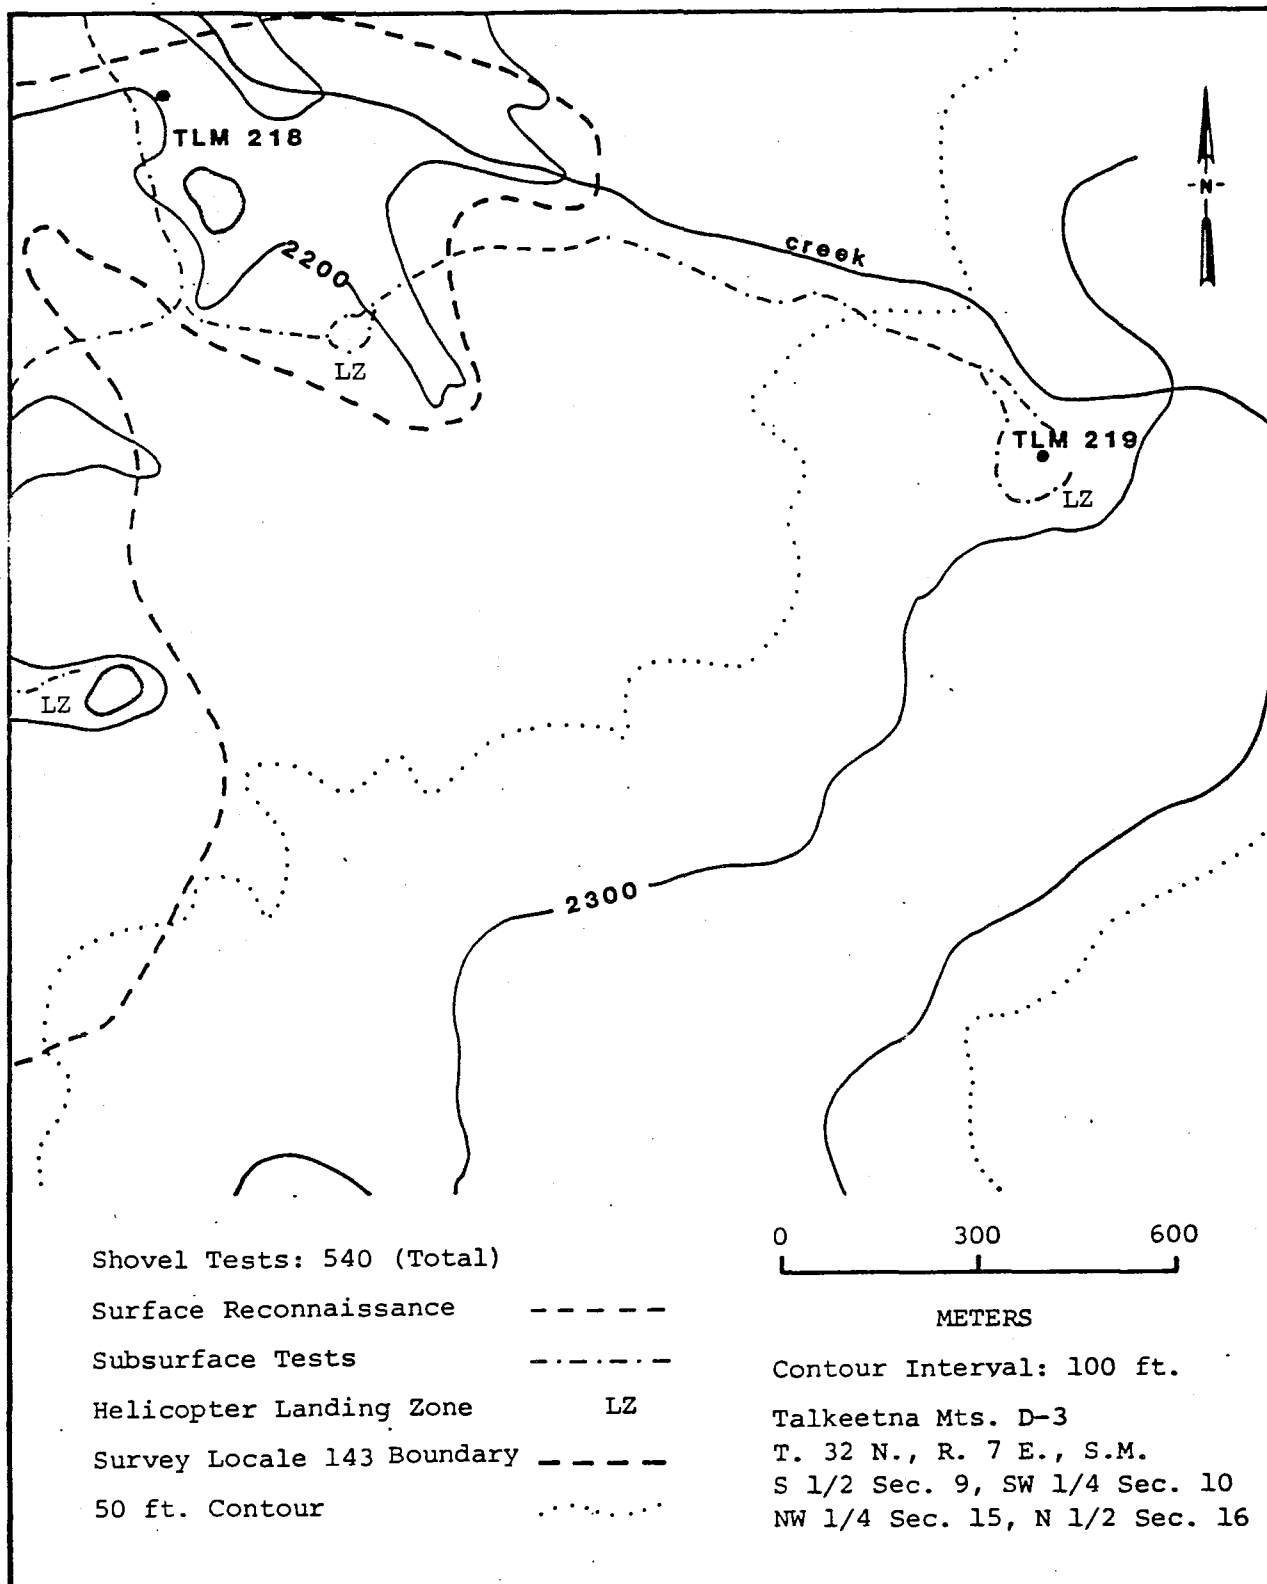 TLM 218
-N-
creek
2200
LZ
TLM 219
LZ
LZ
2300
0 300 600
METERS
Shovel Tests: 540 (Total)
Surface Reconnaissance
Subsurface Tests
Helicopter Landing Zone LZ
Survey Locale 143 Boundary
50 ft. Contour
Contour Interval: 100 ft.
Talkeetna Mts. D-3
T. 32 N., R. 7 E., S.M.
S 1/2 Sec. 9, SW 1/4 Sec. 10
NW 1/4 Sec. 15, N 1/2 Sec. 16